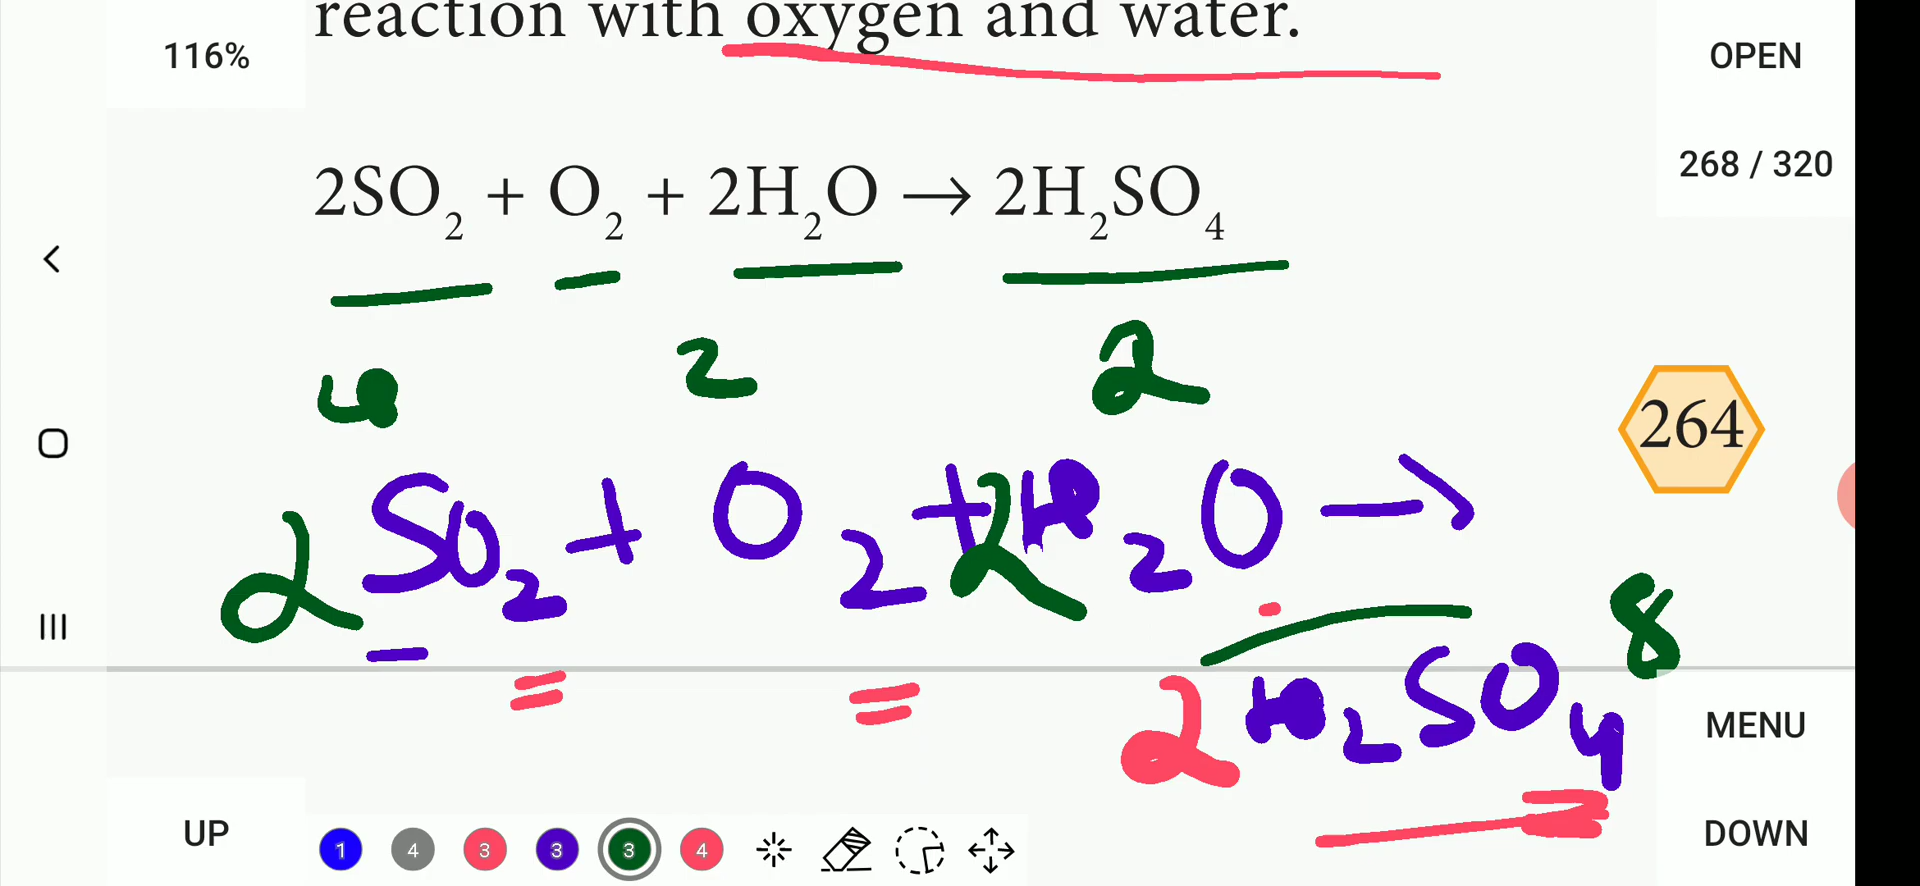 reaction with oxygen and water.
116%
OPEN
268 / 320
2SO₂ + O₂ + 2H₂O → 2H₂SO₄
4 2 2
264
2SO₂ + O₂ + 2H₂O →
8
2H₂SO₄
MENU
UP
1 4 3 3 3 4
DOWN